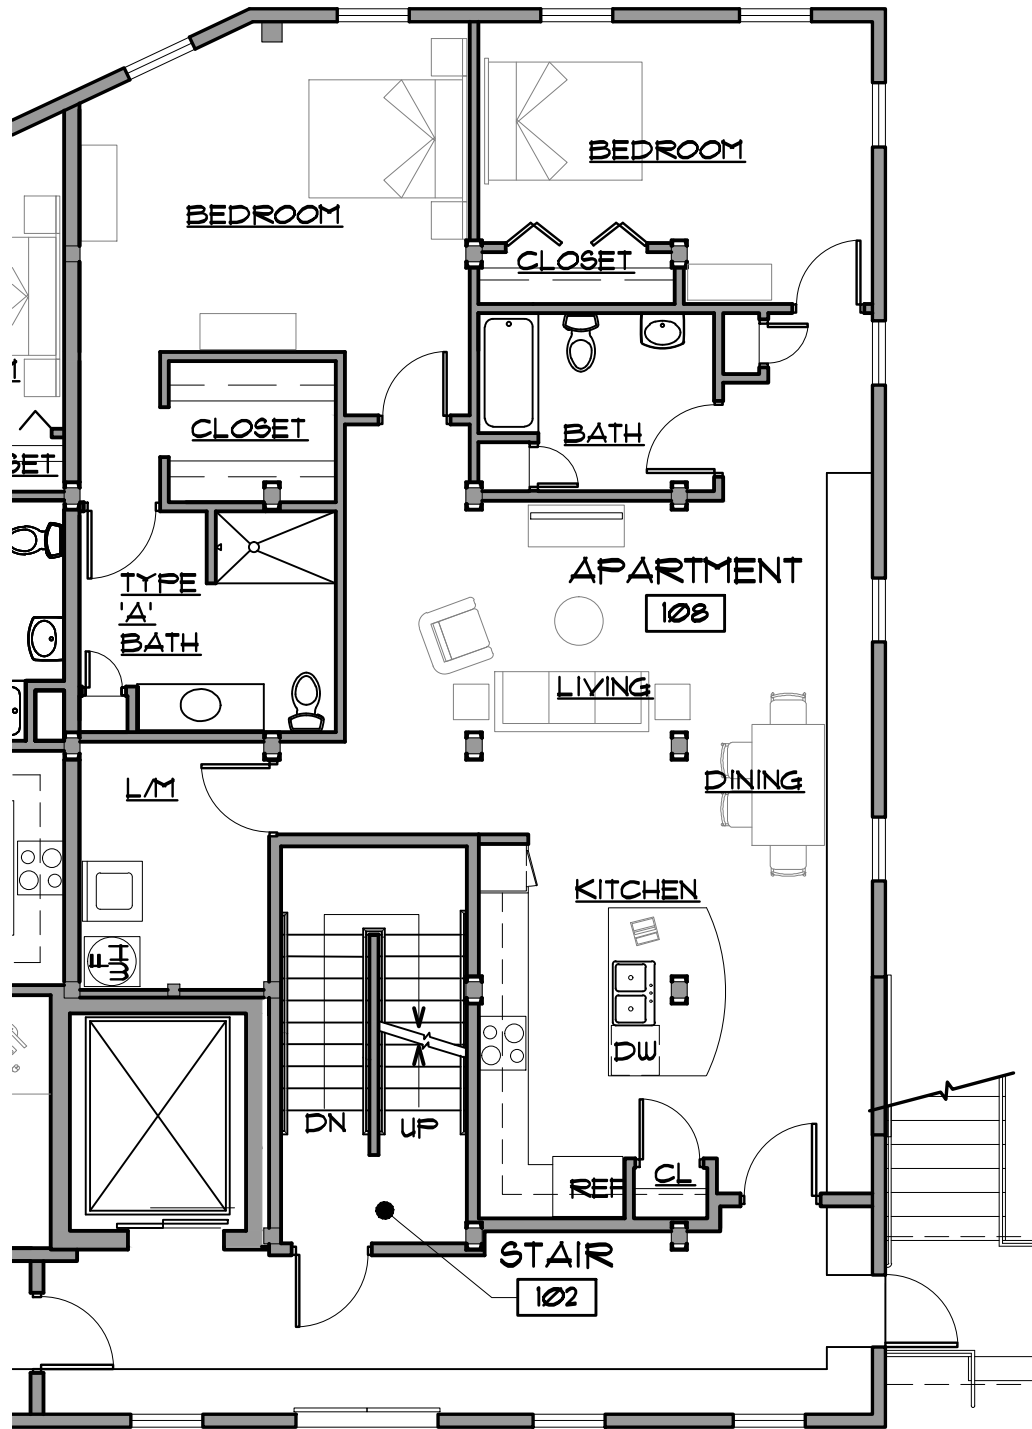 BEDROOM
BEDROOM
CLOSET
CLOSET
BATH
APARTMENT
108
TYPE
'A'
BATH
LIVING
DINING
L/M
KITCHEN
DW
DN
UP
REF
CL
STAIR
102